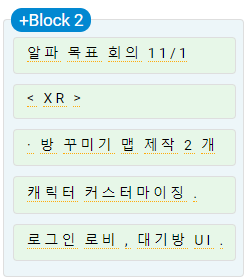 +Block 2
알파 목표 회의 11/1
< XR >
· 방 꾸미기 맵 제작 2 개
캐릭터 커스터마이징 .
로그인 로비 , 대기방 UI .